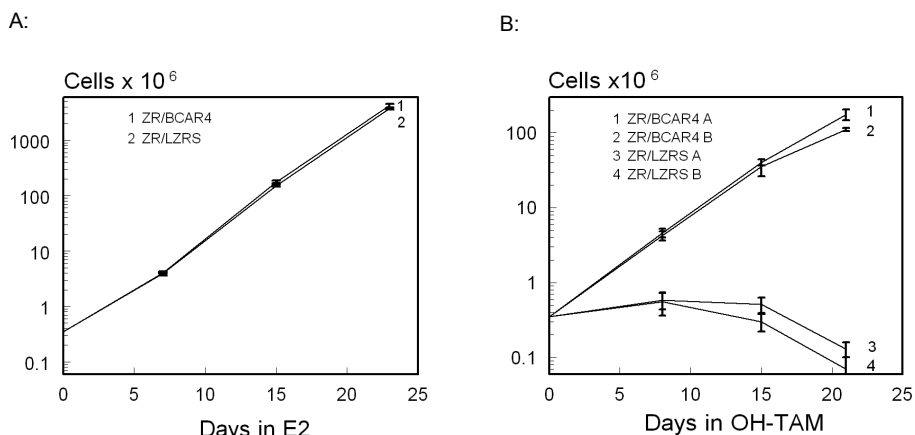 A:
Cells x 10 6
1 ZR/BCAR4
2 ZR/LZRS
1
2
1000
100
10
1
0.1
0 5 10 15 20 25
Days in E2
B:
Cells x10 6
1 ZR/BCAR4 A
2 ZR/BCAR4 B
3 ZR/LZRS A
4 ZR/LZRS B
1
2
3
4
100
10
1
0.1
0 5 10 15 20 25
Days in OH-TAM